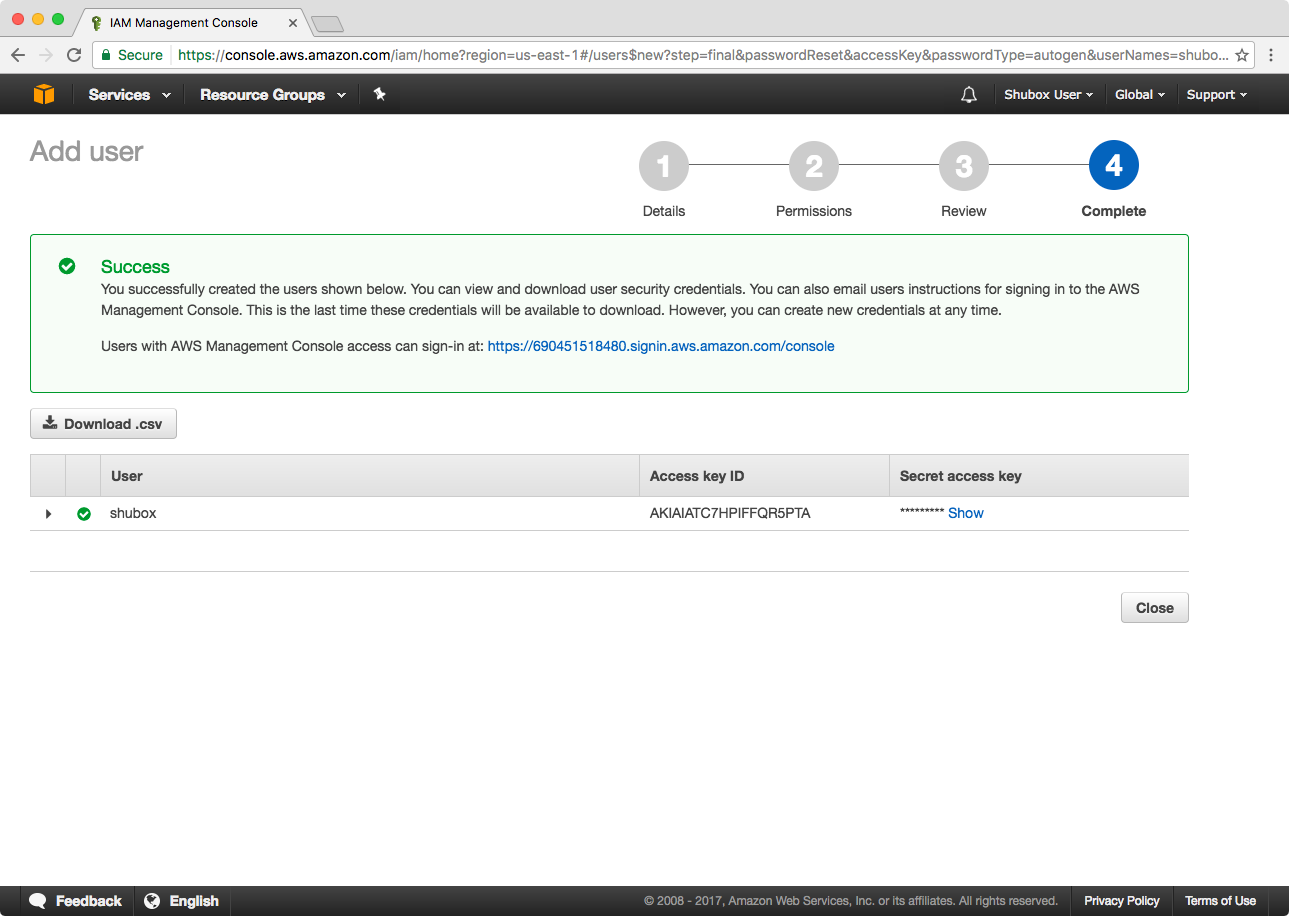 IAM Management Console
Secure https://console.aws.amazon.com/iam/home?region=us-east-1#/users$new?step=final&passwordReset&accessKey&passwordType=autogen&userNames=shubo...
Services Resource Groups Shubox User Global Support
Add user
1 2 3 4
Details Permissions Review Complete
Success
You successfully created the users shown below. You can view and download user security credentials. You can also email users instructions for signing in to the AWS
Management Console. This is the last time these credentials will be available to download. However, you can create new credentials at any time.
Users with AWS Management Console access can sign-in at: https://690451518480.signin.aws.amazon.com/console
Download .csv
User Access key ID Secret access key
shubox AKIAIATC7HPIFFQR5PTA ********* Show
Close
Feedback English © 2008 - 2017, Amazon Web Services, Inc. or its affiliates. All rights reserved. Privacy Policy Terms of Use